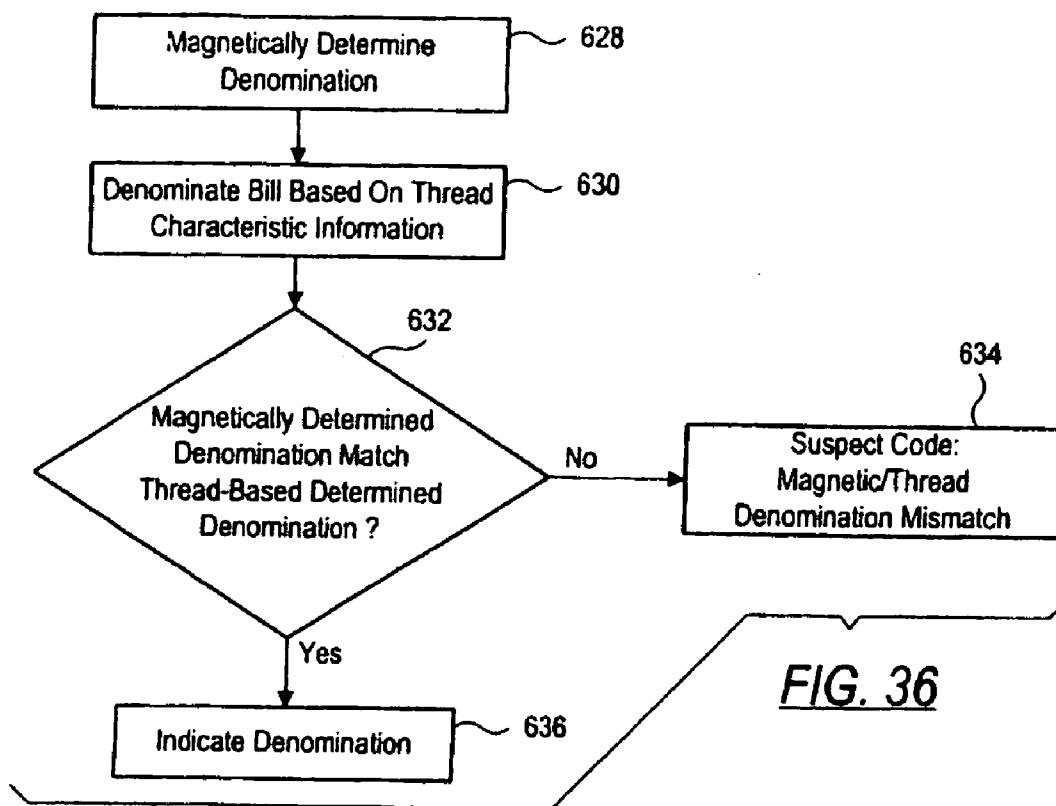 Magnetically Determine
Denomination
628
Denominate Bill Based On Thread
Characteristic Information
630
632
Magnetically Determined
Denomination Match
Thread-Based Determined
Denomination ?
No
634
Suspect Code:
Magnetic/Thread
Denomination Mismatch
Yes
Indicate Denomination
636
FIG. 36